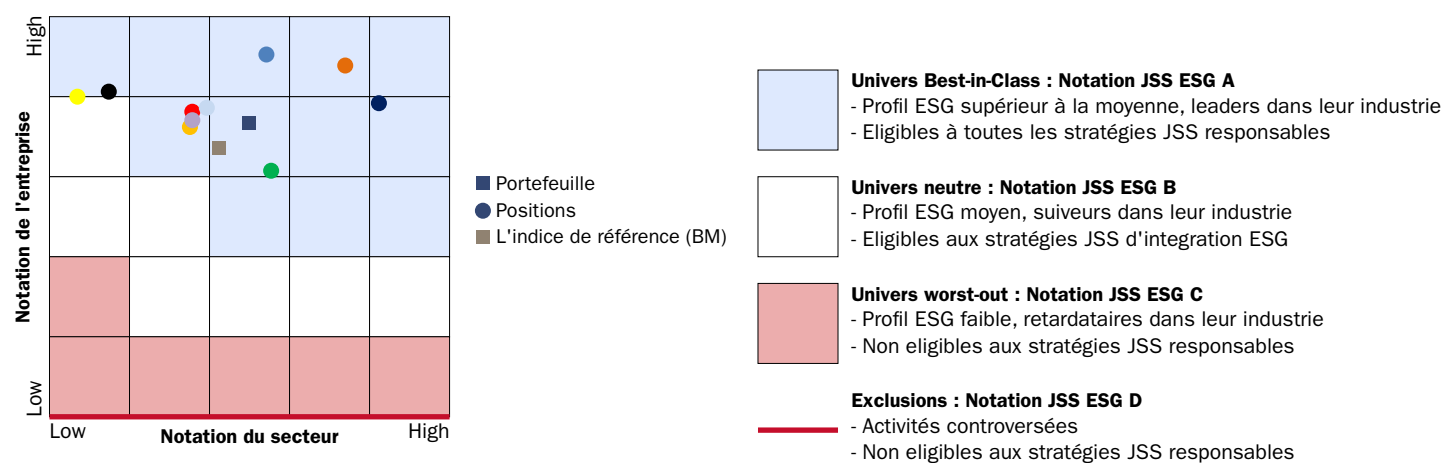 High
Notation de l'entreprise
Low
Low
Notation du secteur
High
Portefeuille
Positions
L'indice de référence (BM)
Univers Best-in-Class : Notation JSS ESG A
- Profil ESG supérieur à la moyenne, leaders dans leur industrie
- Eligibles à toutes les stratégies JSS responsables
Univers neutre : Notation JSS ESG B
- Profil ESG moyen, suiveurs dans leur industrie
- Eligibles aux stratégies JSS d'integration ESG
Univers worst-out : Notation JSS ESG C
- Profil ESG faible, retardataires dans leur industrie
- Non eligibles aux stratégies JSS responsables
Exclusions : Notation JSS ESG D
- Activités controversées
- Non eligibles aux stratégies JSS responsables